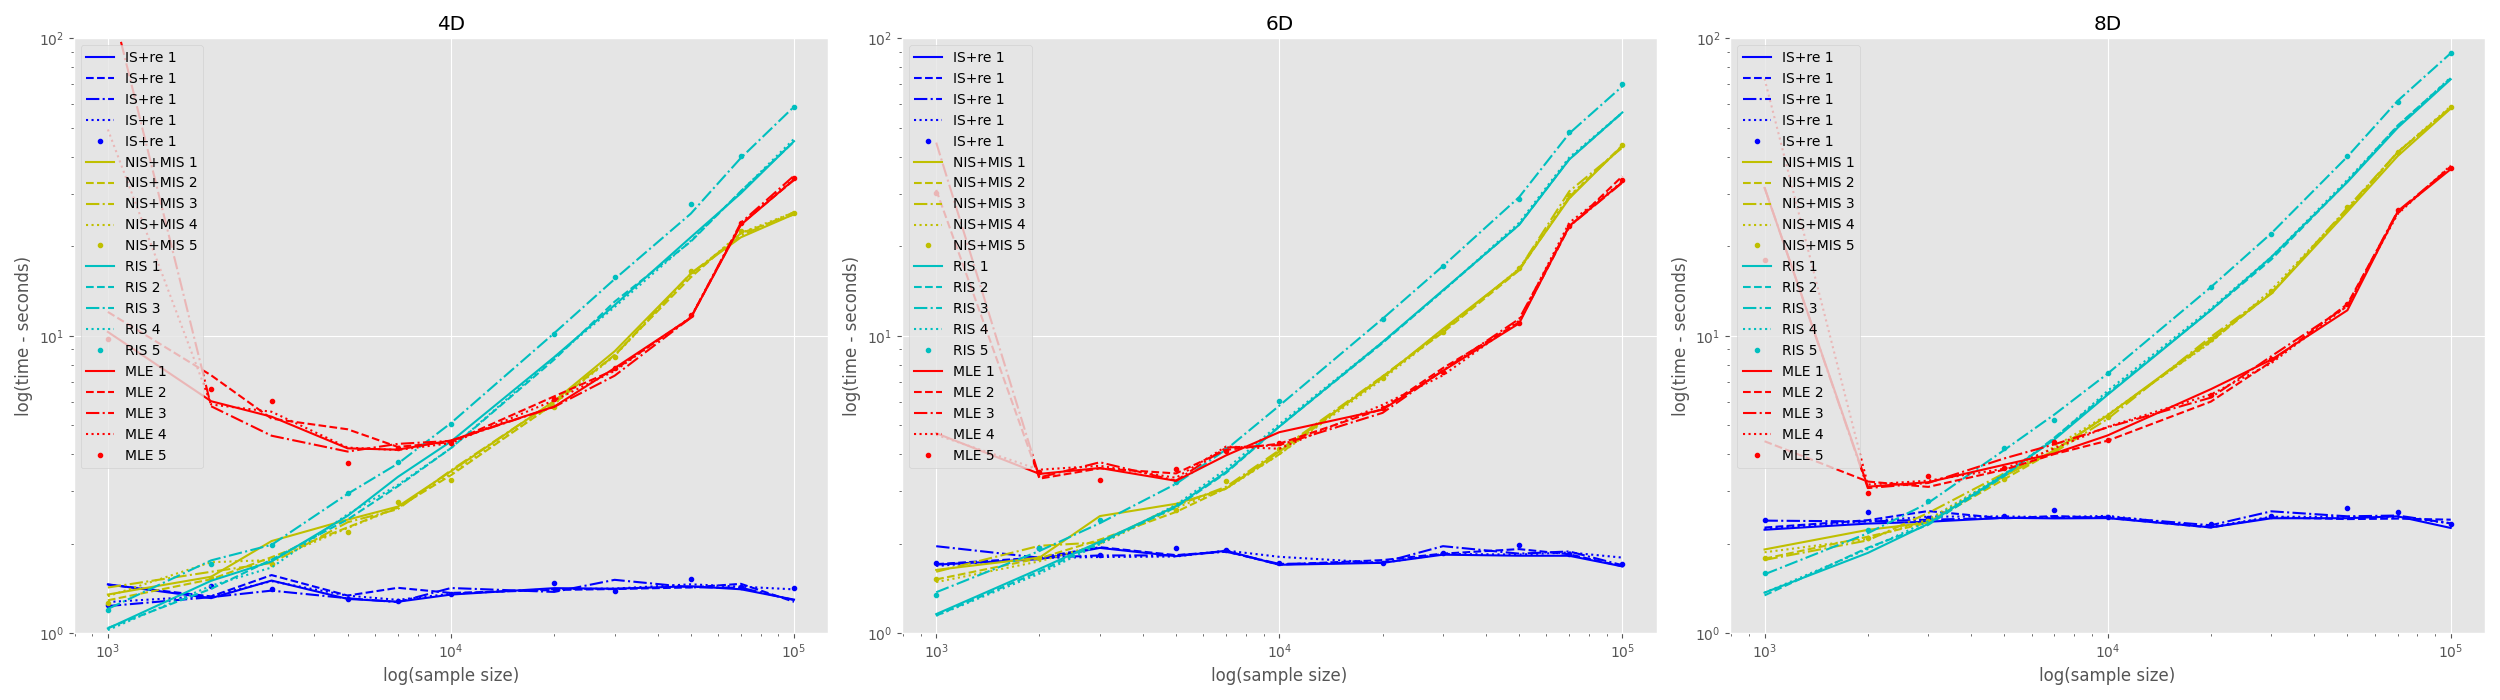 4D
10²
10¹
10⁰
log(time - seconds)
IS+re 1
IS+re 1
IS+re 1
IS+re 1
IS+re 1
NIS+MIS 1
NIS+MIS 2
NIS+MIS 3
NIS+MIS 4
NIS+MIS 5
RIS 1
RIS 2
RIS 3
RIS 4
RIS 5
MLE 1
MLE 2
MLE 3
MLE 4
MLE 5
10³
10⁴
10⁵
log(sample size)
6D
10²
10¹
10⁰
log(time - seconds)
IS+re 1
IS+re 1
IS+re 1
IS+re 1
IS+re 1
NIS+MIS 1
NIS+MIS 2
NIS+MIS 3
NIS+MIS 4
NIS+MIS 5
RIS 1
RIS 2
RIS 3
RIS 4
RIS 5
MLE 1
MLE 2
MLE 3
MLE 4
MLE 5
10³
10⁴
10⁵
log(sample size)
8D
10²
10¹
10⁰
log(time - seconds)
IS+re 1
IS+re 1
IS+re 1
IS+re 1
IS+re 1
NIS+MIS 1
NIS+MIS 2
NIS+MIS 3
NIS+MIS 4
NIS+MIS 5
RIS 1
RIS 2
RIS 3
RIS 4
RIS 5
MLE 1
MLE 2
MLE 3
MLE 4
MLE 5
10³
10⁴
10⁵
log(sample size)